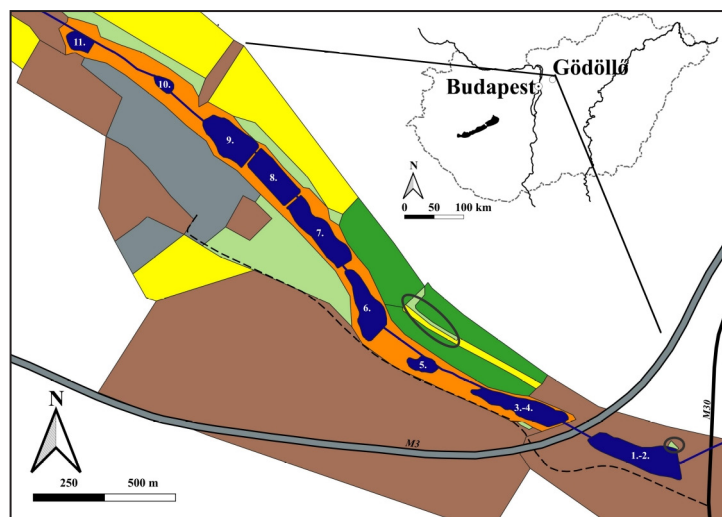 11.
10.
9.
8.
7.
6.
5.
3.-4.
1.-2.
Gödöllő
Budapest
N
0 50 100 km
M30
M3
N
250 500 m